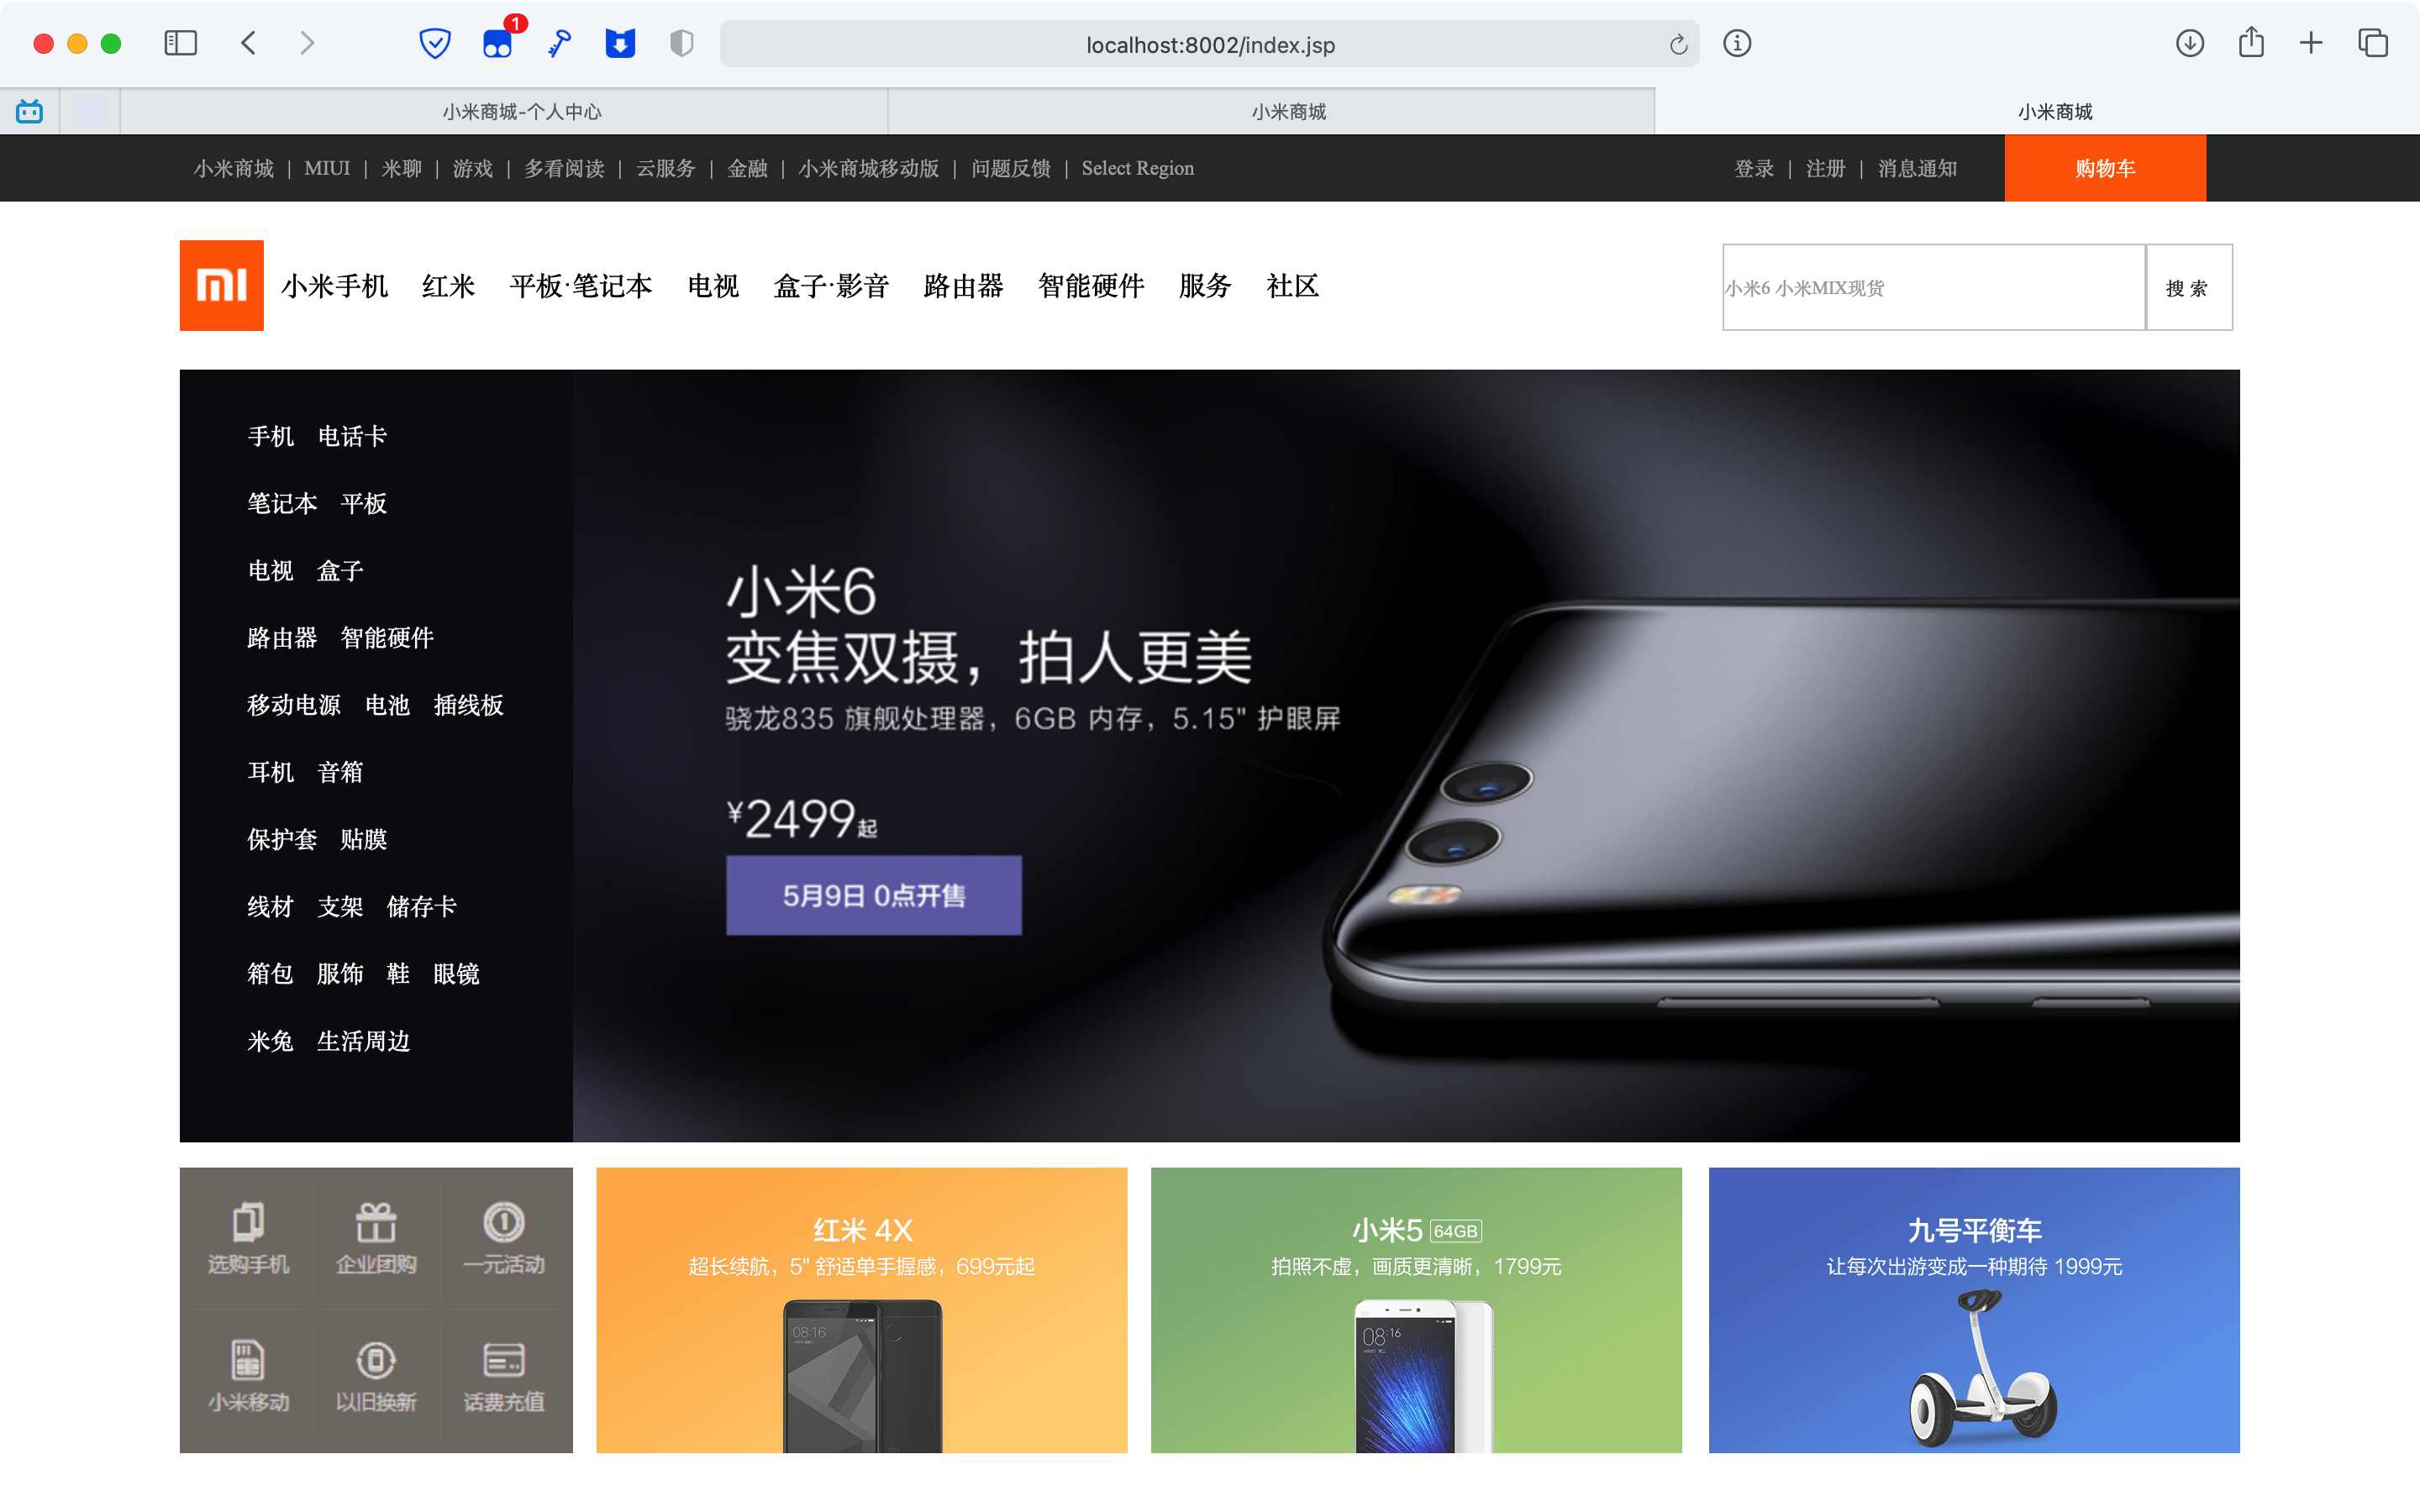 1
localhost:8002/index.jsp
小米商城-个人中心
小米商城
小米商城
小米商城 | MIUI | 米聊 | 游戏 | 多看阅读 | 云服务 | 金融 | 小米商城移动版 | 问题反馈 | Select Region
登录 | 注册 | 消息通知
购物车
mi
小米手机 红米 平板·笔记本 电视 盒子·影音 路由器 智能硬件 服务 社区
小米6 小米MIX现货
搜 索
手机 电话卡
笔记本 平板
电视 盒子
路由器 智能硬件
移动电源 电池 插线板
耳机 音箱
保护套 贴膜
线材 支架 储存卡
箱包 服饰 鞋 眼镜
米兔 生活周边
小米6
变焦双摄，拍人更美
骁龙835 旗舰处理器，6GB 内存，5.15" 护眼屏
¥2499起
5月9日 0点开售
选购手机 企业团购 一元活动
小米移动 以旧换新 话费充值
红米 4X
超长续航，5" 舒适单手握感，699元起
08:16
小米5 64GB
拍照不虚，画质更清晰，1799元
08:16
九号平衡车
让每次出游变成一种期待 1999元